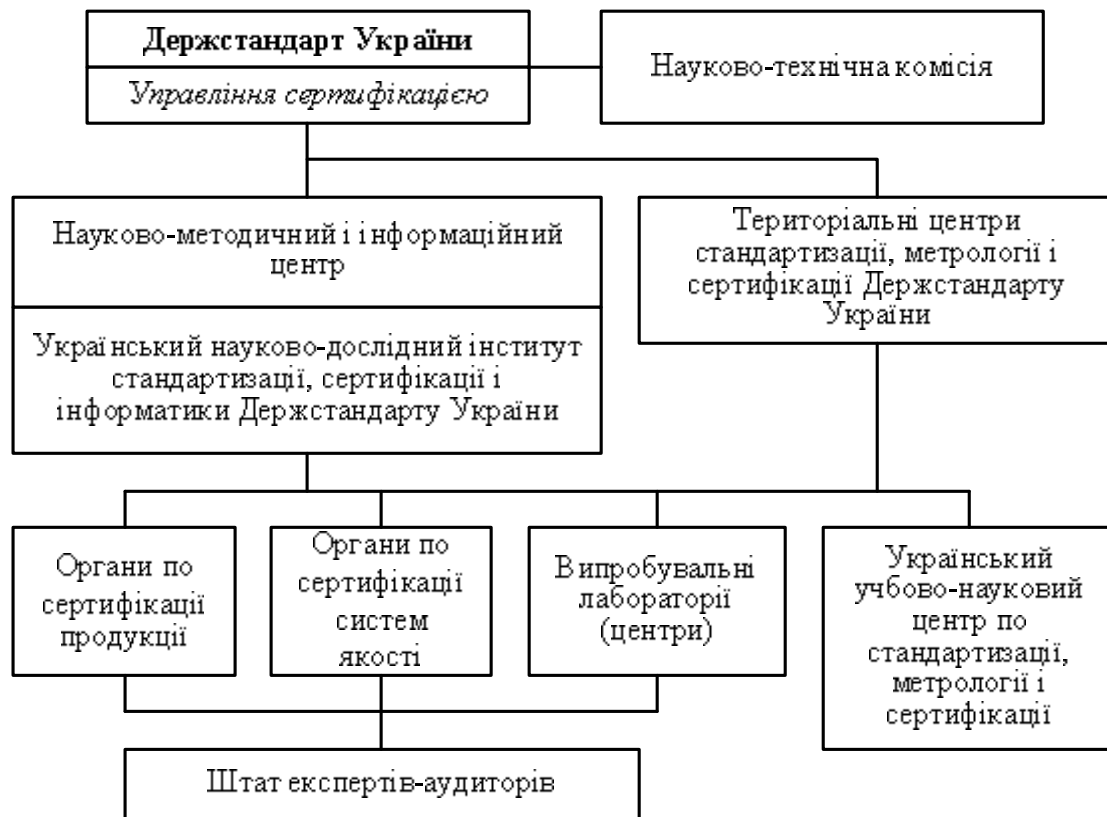 Держстандарт України
Управління сертифікацією
Науково-технічна комісія
Науково-методичний і інформаційний
центр
Український науково-дослідний інститут
стандартизації, сертифікації і
інформатики Держстандарту України
Територіальні центри
стандартизації, метрології і
сертифікації Держстандарту
України
Органи по
сертифікації
продукції
Органи по
сертифікації
систем
якості
Випробувальні
лабораторії
(центри)
Український
учбово-науковий
центр по
стандартизації,
метрології і
сертифікації
Штат експертів-аудиторів